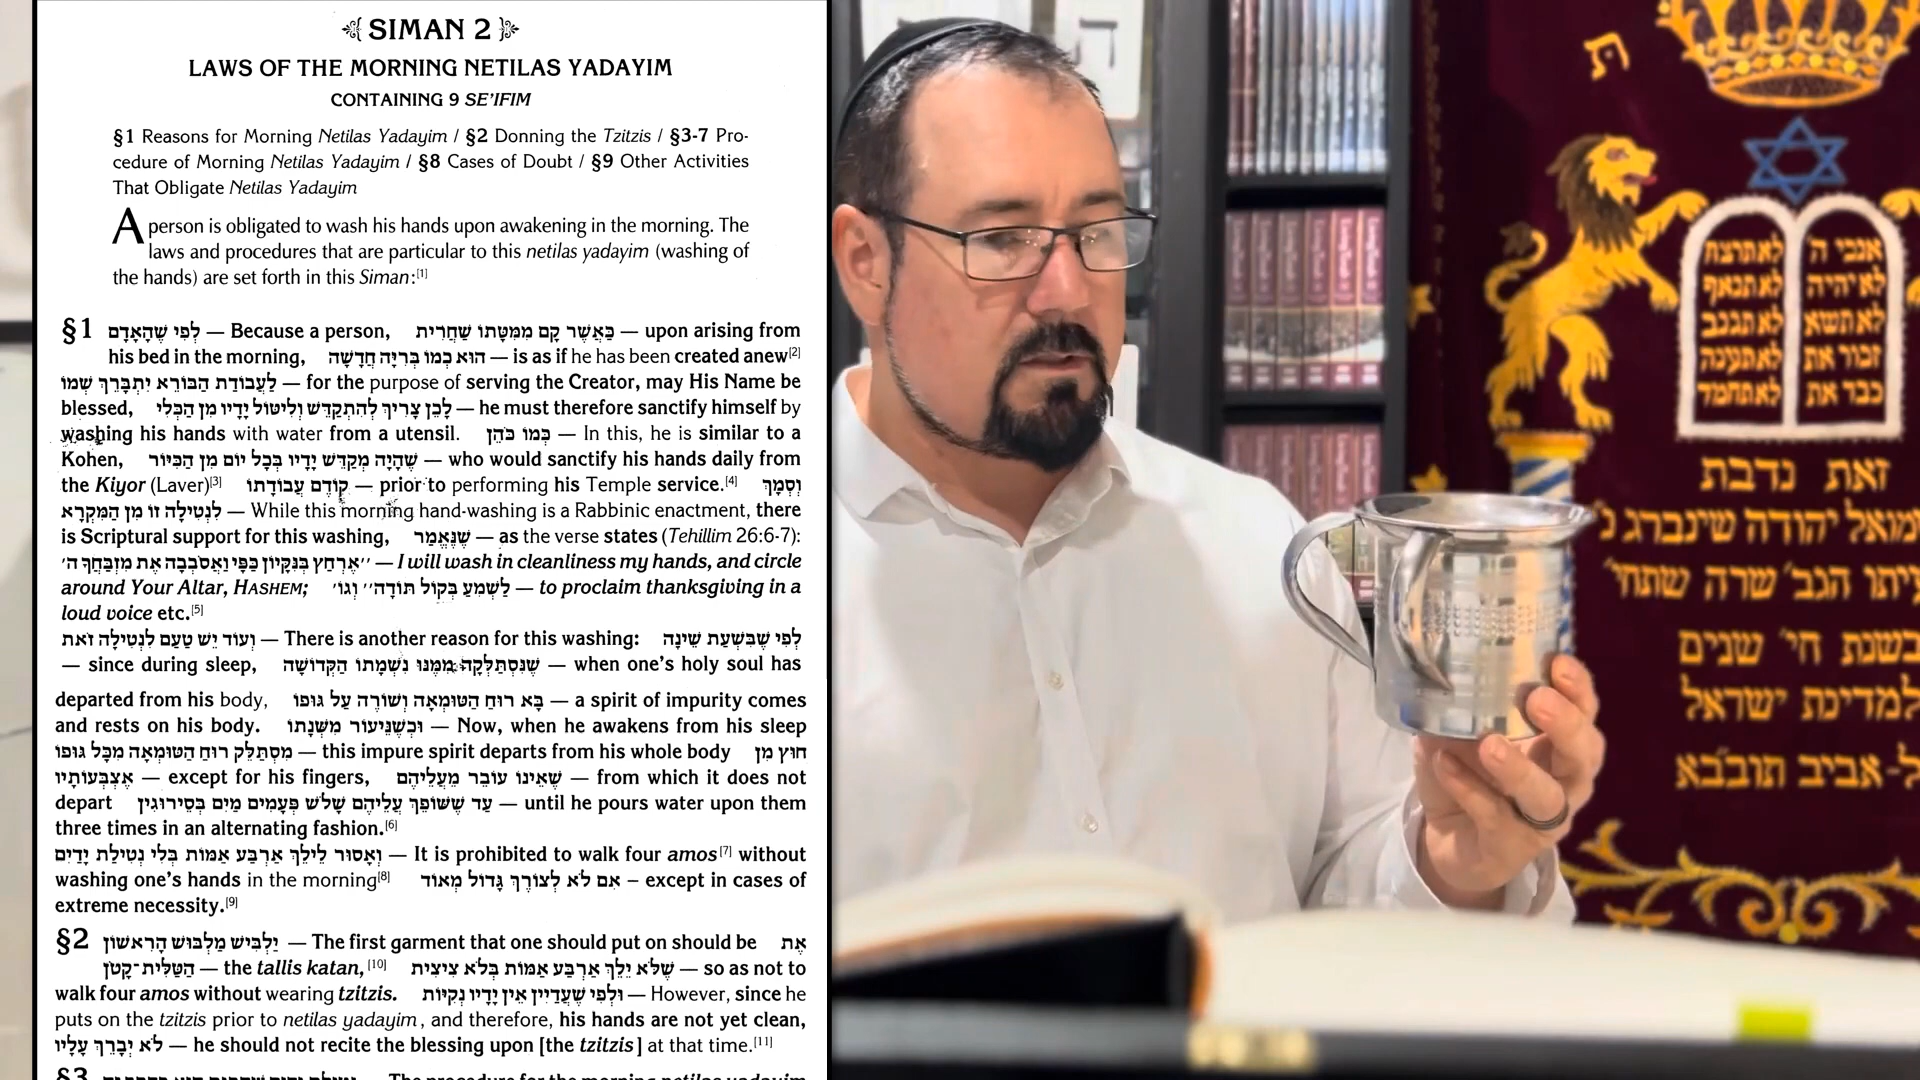 SIMAN 2
LAWS OF THE MORNING NETILAS YADAYIM
CONTAINING 9 SE'IFIM
§1 Reasons for Morning Netilas Yadayim / §2 Donning the Tzitzis / §3-7 Pro-
cedure of Morning Netilas Yadayim / §8 Cases of Doubt / §9 Other Activities
That Obligate Netilas Yadayim
A person is obligated to wash his hands upon awakening in the morning. The
laws and procedures that are particular to this netilas yadayim (washing of
the hands) are set forth in this Siman:[1]
§1 לְפִי שֶׁהָאָדָם — Because a person, כַּאֲשֶׁר קָם מִמִּטָּתוֹ שַׁחֲרִית — upon arising from
his bed in the morning, הוּא כְּמוֹ בְּרִיָּה חֲדָשָׁה — is as if he has been created anew[2]
לַעֲבוֹדַת הַבּוֹרֵא יִתְבָּרֵךְ שְׁמוֹ — for the purpose of serving the Creator, may His Name be
blessed, לָכֵן צָרִיךְ לְהִתְקַדֵּשׁ וְלִיטוֹל יָדָיו מִן הַכְּלִי — he must therefore sanctify himself by
washing his hands with water from a utensil. כְּמוֹ כֹּהֵן — In this, he is similar to a
Kohen, שֶׁהָיָה מְקַדֵּשׁ יָדָיו בְּכָל יוֹם מִן הַכִּיּוֹר — who would sanctify his hands daily from
the Kiyor (Laver)[3] קוֹדֶם עֲבוֹדָתוֹ — prior to performing his Temple service.[4] וְסָמָךְ
לִנְטִילָה זוֹ מִן הַמִּקְרָא — While this morning hand-washing is a Rabbinic enactment, there
is Scriptural support for this washing, שֶׁנֶּאֱמַר — as the verse states (Tehillim 26:6-7):
״אֶרְחַץ בְּנִקָּיוֹן כַּפָּי וַאֲסֹבְבָה אֶת מִזְבַּחֲךָ ה׳ — I will wash in cleanliness my hands, and circle
around Your Altar, HASHEM; לַשְׁמִעַ בְּקוֹל תּוֹדָה״ וְגוֹ׳ — to proclaim thanksgiving in a
loud voice etc.[5]
וְעוֹד יֵשׁ טַעַם לִנְטִילָה זֹאת — There is another reason for this washing: לְפִי שֶׁבִּשְׁעַת שֵׁינָה
— since during sleep, שֶׁנִּסְתַּלְּקָה מִמֶּנּוּ נִשְׁמָתוֹ הַקְּדוֹשָׁה — when one's holy soul has
departed from his body, בָּא רוּחַ הַטּוּמְאָה וְשׁוֹרֶה עַל גּוּפוֹ — a spirit of impurity comes
and rests on his body. וּכְשֶׁנֵּיעוֹר מִשְּׁנָתוֹ — Now, when he awakens from his sleep
מִסְתַּלֵּק רוּחַ הַטּוּמְאָה מִכָּל גּוּפוֹ — this impure spirit departs from his whole body חוּץ מִן
אֶצְבְּעוֹתָיו — except for his fingers, שֶׁאֵינוֹ עוֹבֵר מֵעֲלֵיהֶם — from which it does not
depart עַד שֶׁשּׁוֹפֵךְ עֲלֵיהֶם שָׁלֹשׁ פְּעָמִים מַיִם בְּסֵירוּגִין — until he pours water upon them
three times in an alternating fashion.[6]
וְאָסוּר לֵילֵךְ אַרְבַּע אַמּוֹת בְּלִי נְטִילַת יָדַיִם — It is prohibited to walk four amos[7] without
washing one's hands in the morning[8] אִם לֹא לְצוֹרֶךְ גָּדוֹל מְאוֹד – except in cases of
extreme necessity.[9]
§2 יַלְבִּישׁ מַלְבּוּשׁ הָרִאשׁוֹן — The first garment that one should put on should be אֶת
הַטַּלִּית־קָטָן — the tallis katan,[10] שֶׁלֹּא יֵלֵךְ אַרְבַּע אַמּוֹת בְּלֹא צִיצִית — so as not to
walk four amos without wearing tzitzis. וּלְפִי שֶׁעֲדַיִין אֵין יָדָיו נְקִיּוֹת — However, since he
puts on the tzitzis prior to netilas yadayim, and therefore, his hands are not yet clean,
לֹא יְבָרֵךְ עָלָיו — he should not recite the blessing upon [the tzitzis] at that time.[11]
§3 — The procedure for the morning netilas yadayim
ה
ת
אנכי ה לא תרצח
לא יהיה לא תנאף
לא תשא לא תגנב
זכור את לא תענה
כבד את לא תחמד
זאת נדבת
שמואל יהודה שינברג נ״
הגב׳ שרה שתחי׳
בשנת חי׳ שנים
למדינת ישראל
ל-אביב תובב״א